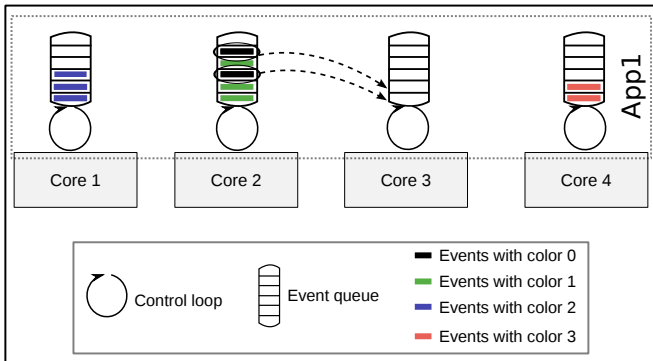 App1
Core 1
Core 2
Core 3
Core 4
Control loop
Event queue
Events with color 0
Events with color 1
Events with color 2
Events with color 3